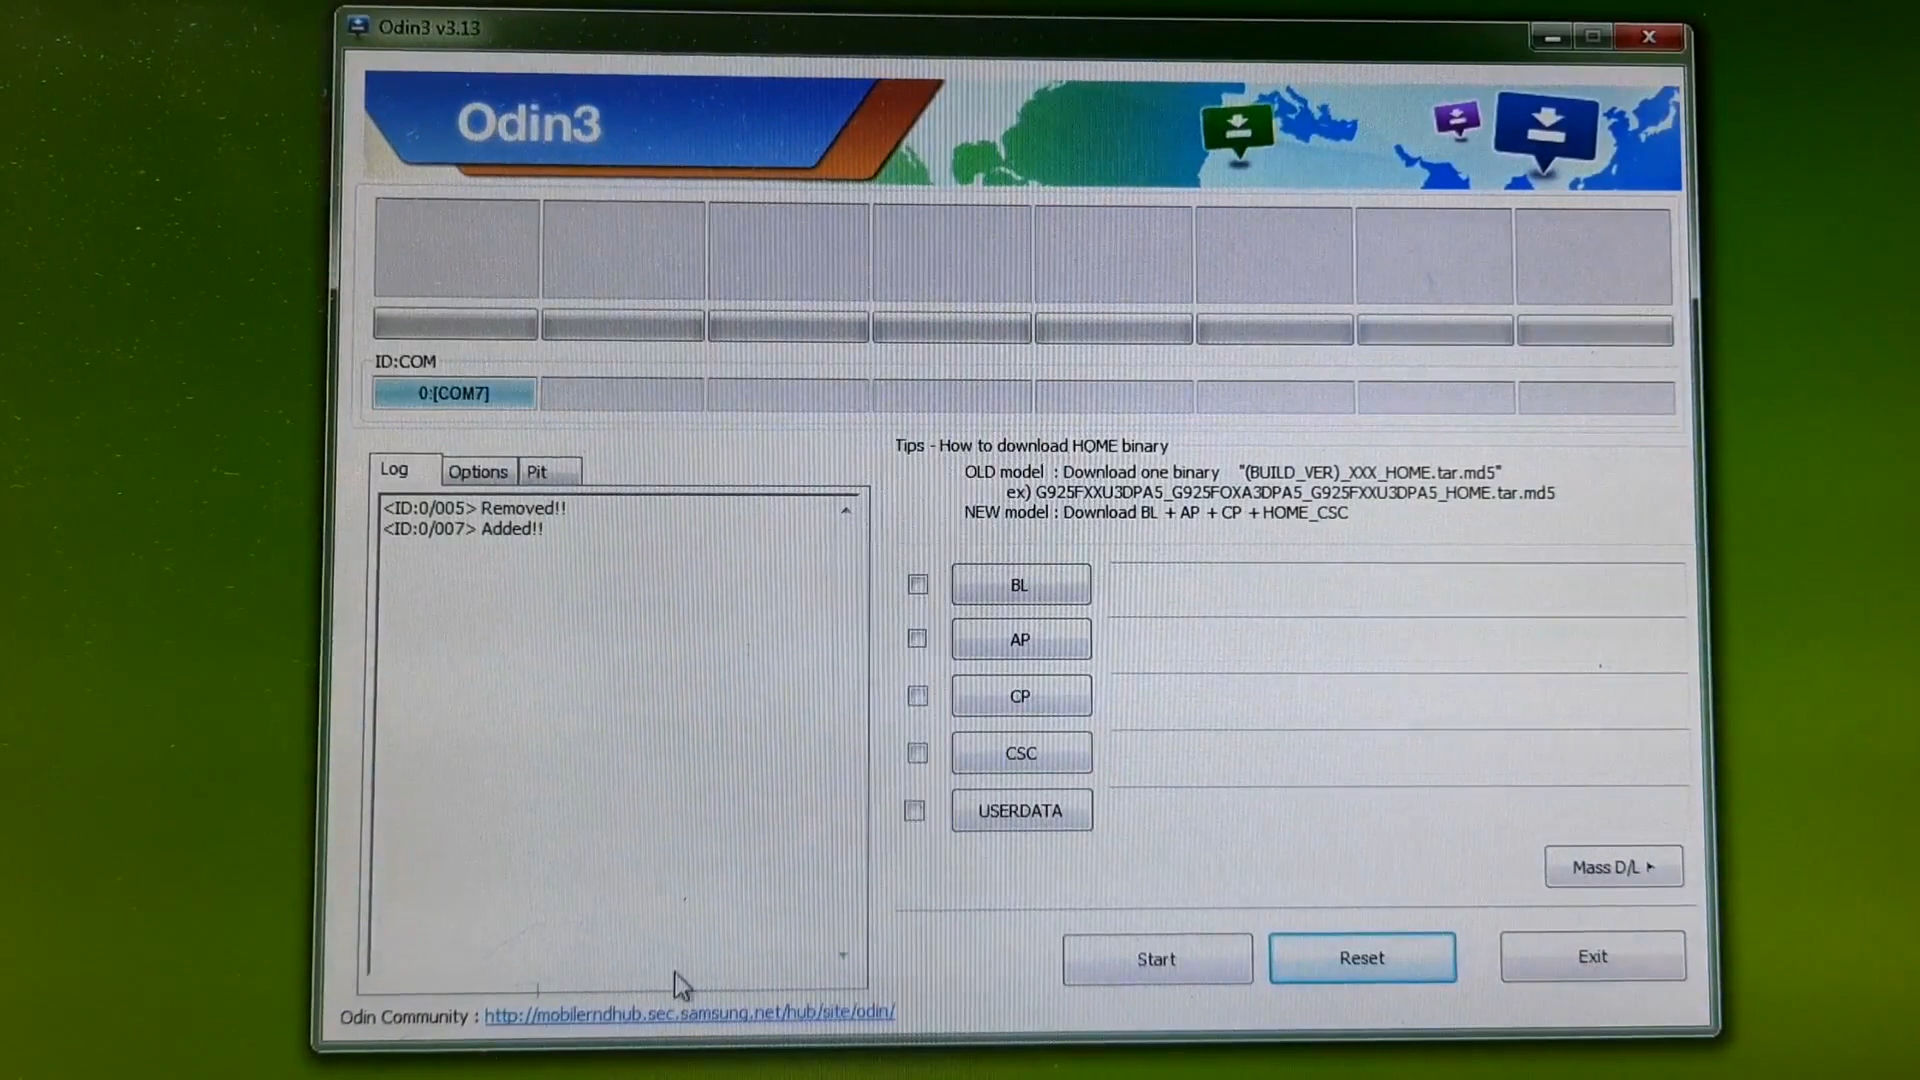 Odin3 v3.13
Odin3
ID:COM
0:[COM7]
Log
Options
Pit
<ID:0/005> Removed!!
<ID:0/007> Added!!
Tips - How to download HOME binary
OLD model : Download one binary "(BUILD_VER)_XXX_HOME.tar.md5"
ex) G925FXXU3DPA5_G925FOXA3DPA5_G925FXXU3DPA5_HOME.tar.md5
NEW model : Download BL + AP + CP + HOME_CSC
BL
AP
CP
CSC
USERDATA
Mass D/L
Start
Reset
Exit
Odin Community : http://mobilerndhub.sec.samsung.net/hub/site/odin/